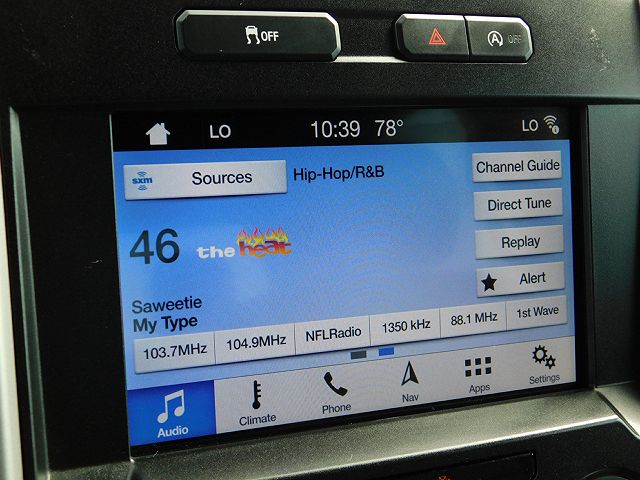 OFF OFF
LO 10:39 78° LO
sxm Sources Hip-Hop/R&B Channel Guide
Direct Tune
46 the heat Replay
Alert
Saweetie
My Type
103.7MHz 104.9MHz NFLRadio 1350 kHz 88.1 MHz 1st Wave
Audio Climate Phone Nav Apps Settings